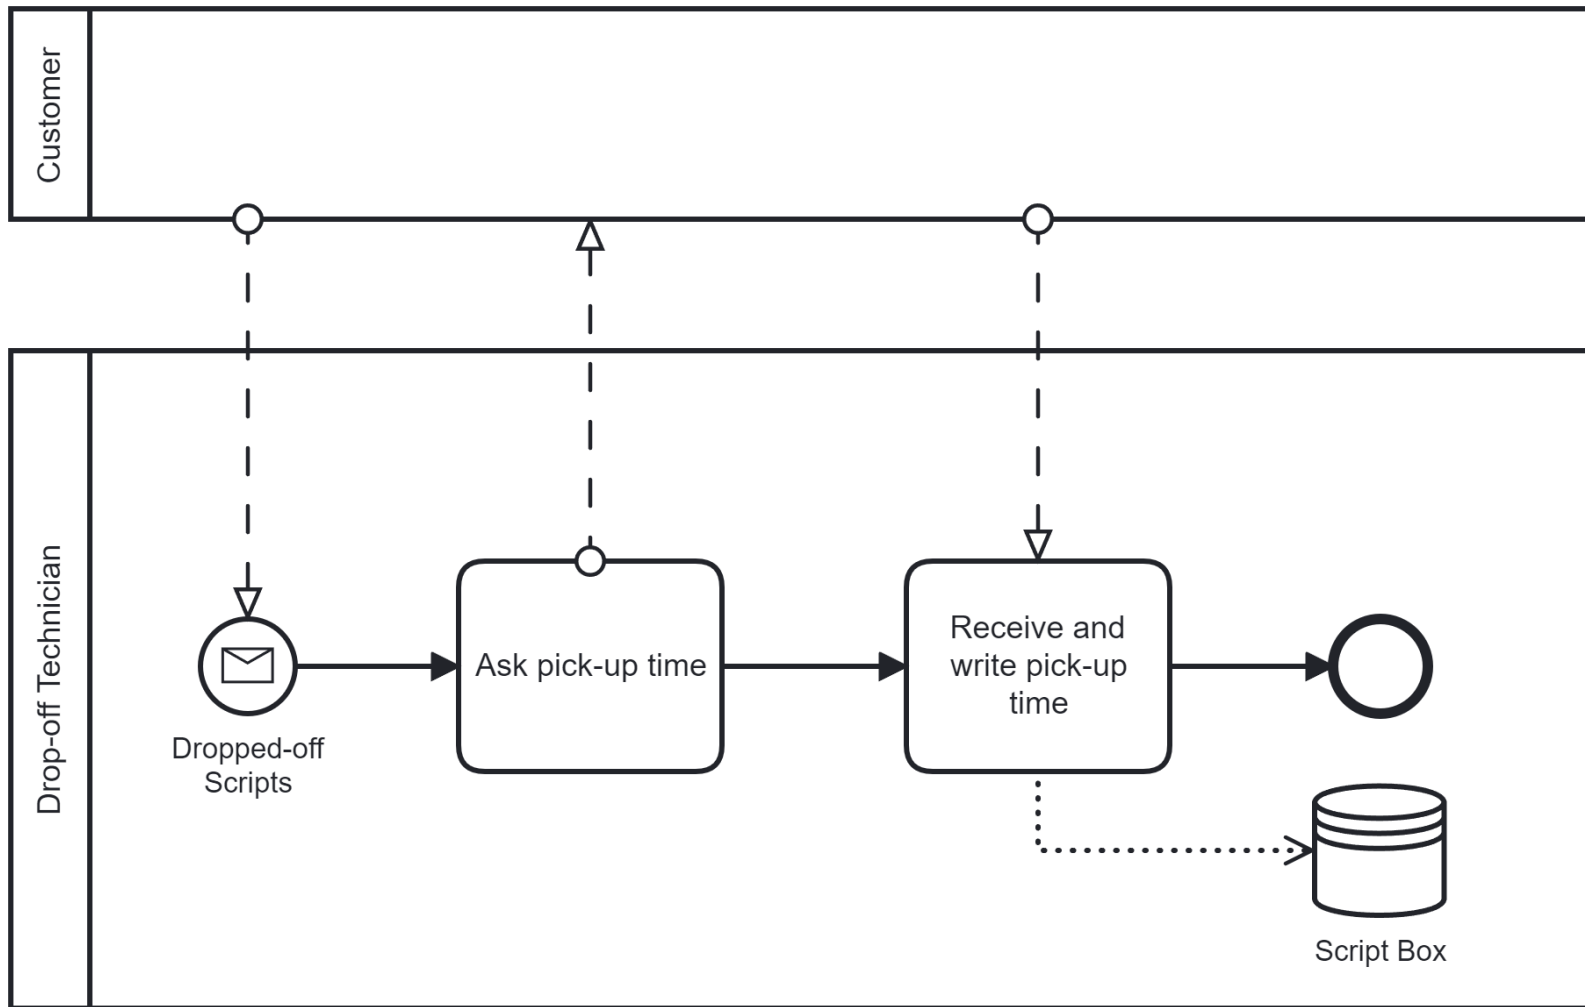 Customer
Drop-off Technician
Dropped-off
Scripts
Ask pick-up time
Receive and
write pick-up
time
Script Box